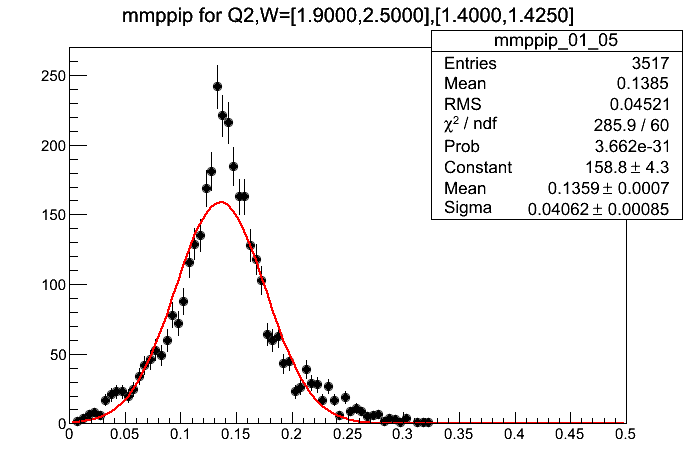 mmppip for Q2,W=[1.9000,2.5000],[1.4000,1.4250]
mmppip_01_05
Entries 3517
Mean 0.1385
RMS 0.04521
χ² / ndf 285.9 / 60
Prob 3.662e-31
Constant 158.8 ± 4.3
Mean 0.1359 ± 0.0007
Sigma 0.04062 ± 0.00085
250
200
150
100
50
0
0 0.05 0.1 0.15 0.2 0.25 0.3 0.35 0.4 0.45 0.5